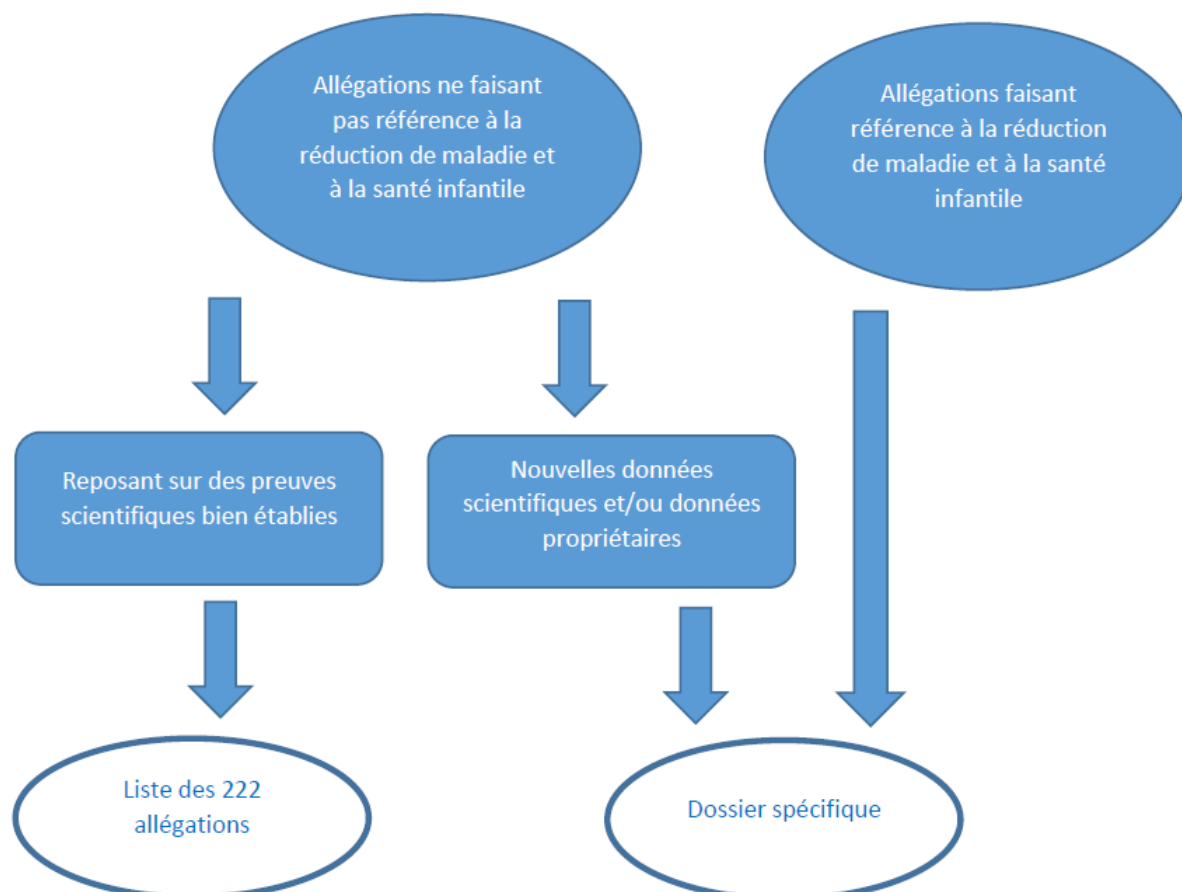 Allégations ne faisant
pas référence à la
réduction de maladie et
à la santé infantile
Allégations faisant
référence à la réduction
de maladie et à la santé
infantile
Reposant sur des preuves
scientifiques bien établies
Nouvelles données
scientifiques et/ou données
propriétaires
Liste des 222
allégations
Dossier spécifique